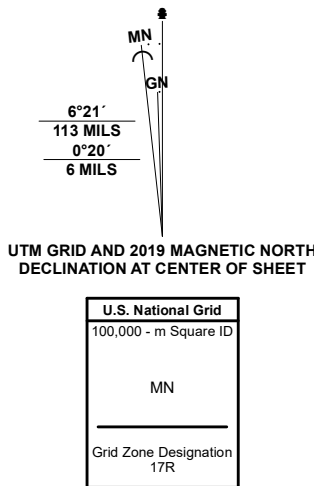 MN
GN
6°21´
113 MILS
0°20´
6 MILS
UTM GRID AND 2019 MAGNETIC NORTH
DECLINATION AT CENTER OF SHEET
U.S. National Grid
100,000 - m Square ID
MN
Grid Zone Designation
17R